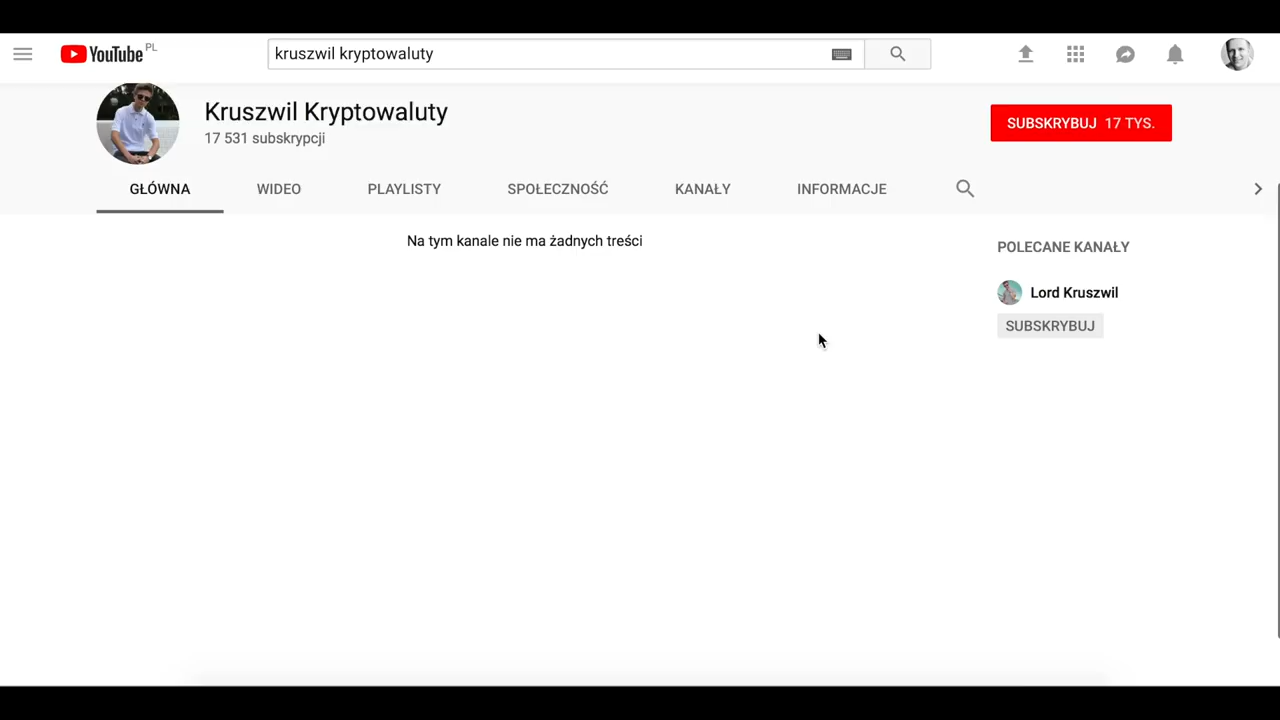 YouTube PL
kruszwil kryptowaluty
Kruszwil Kryptowaluty
17 531 subskrypcji
SUBSKRYBUJ 17 TYS.
GŁÓWNA WIDEO PLAYLISTY SPOŁECZNOŚĆ KANAŁY INFORMACJE
Na tym kanale nie ma żadnych treści
POLECANE KANAŁY
Lord Kruszwil
SUBSKRYBUJ